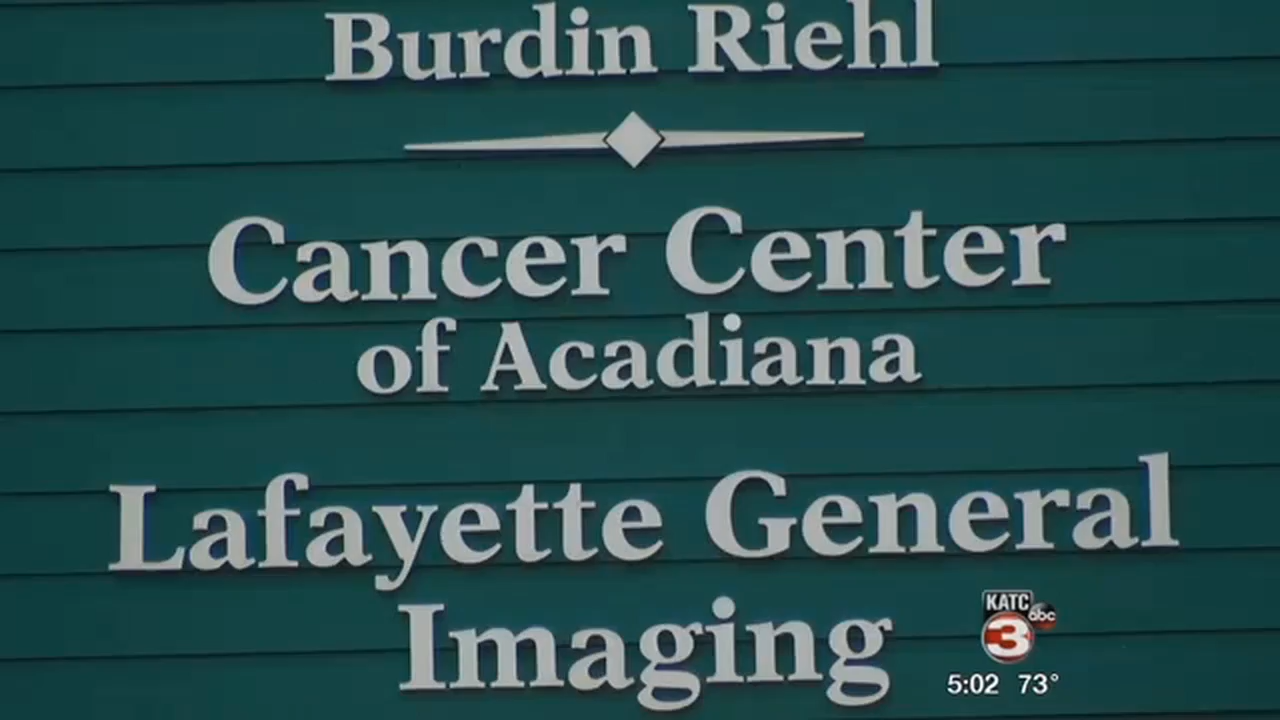 Burdin Riehl
Cancer Center
of Acadiana
Lafayette General
Imaging
KATC
abc
3
5:02 73°